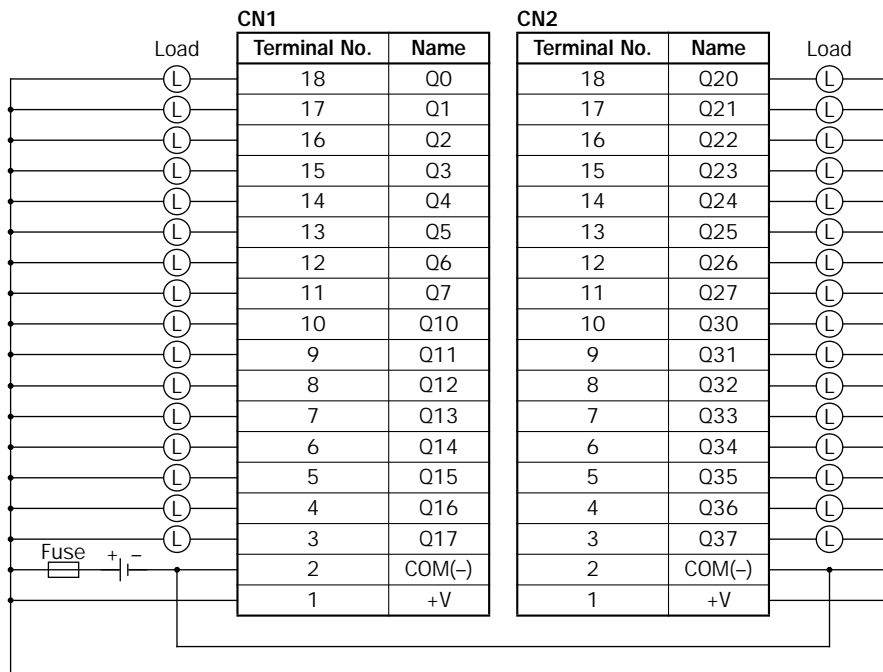 CN1 CN2
Load Terminal No. Name Terminal No. Name Load
L 18 Q0 18 Q20 L
L 17 Q1 17 Q21 L
L 16 Q2 16 Q22 L
L 15 Q3 15 Q23 L
L 14 Q4 14 Q24 L
L 13 Q5 13 Q25 L
L 12 Q6 12 Q26 L
L 11 Q7 11 Q27 L
L 10 Q10 10 Q30 L
L 9 Q11 9 Q31 L
L 8 Q12 8 Q32 L
L 7 Q13 7 Q33 L
L 6 Q14 6 Q34 L
L 5 Q15 5 Q35 L
L 4 Q16 4 Q36 L
L 3 Q17 3 Q37 L
Fuse + – 2 COM(–) 2 COM(–)
1 +V 1 +V